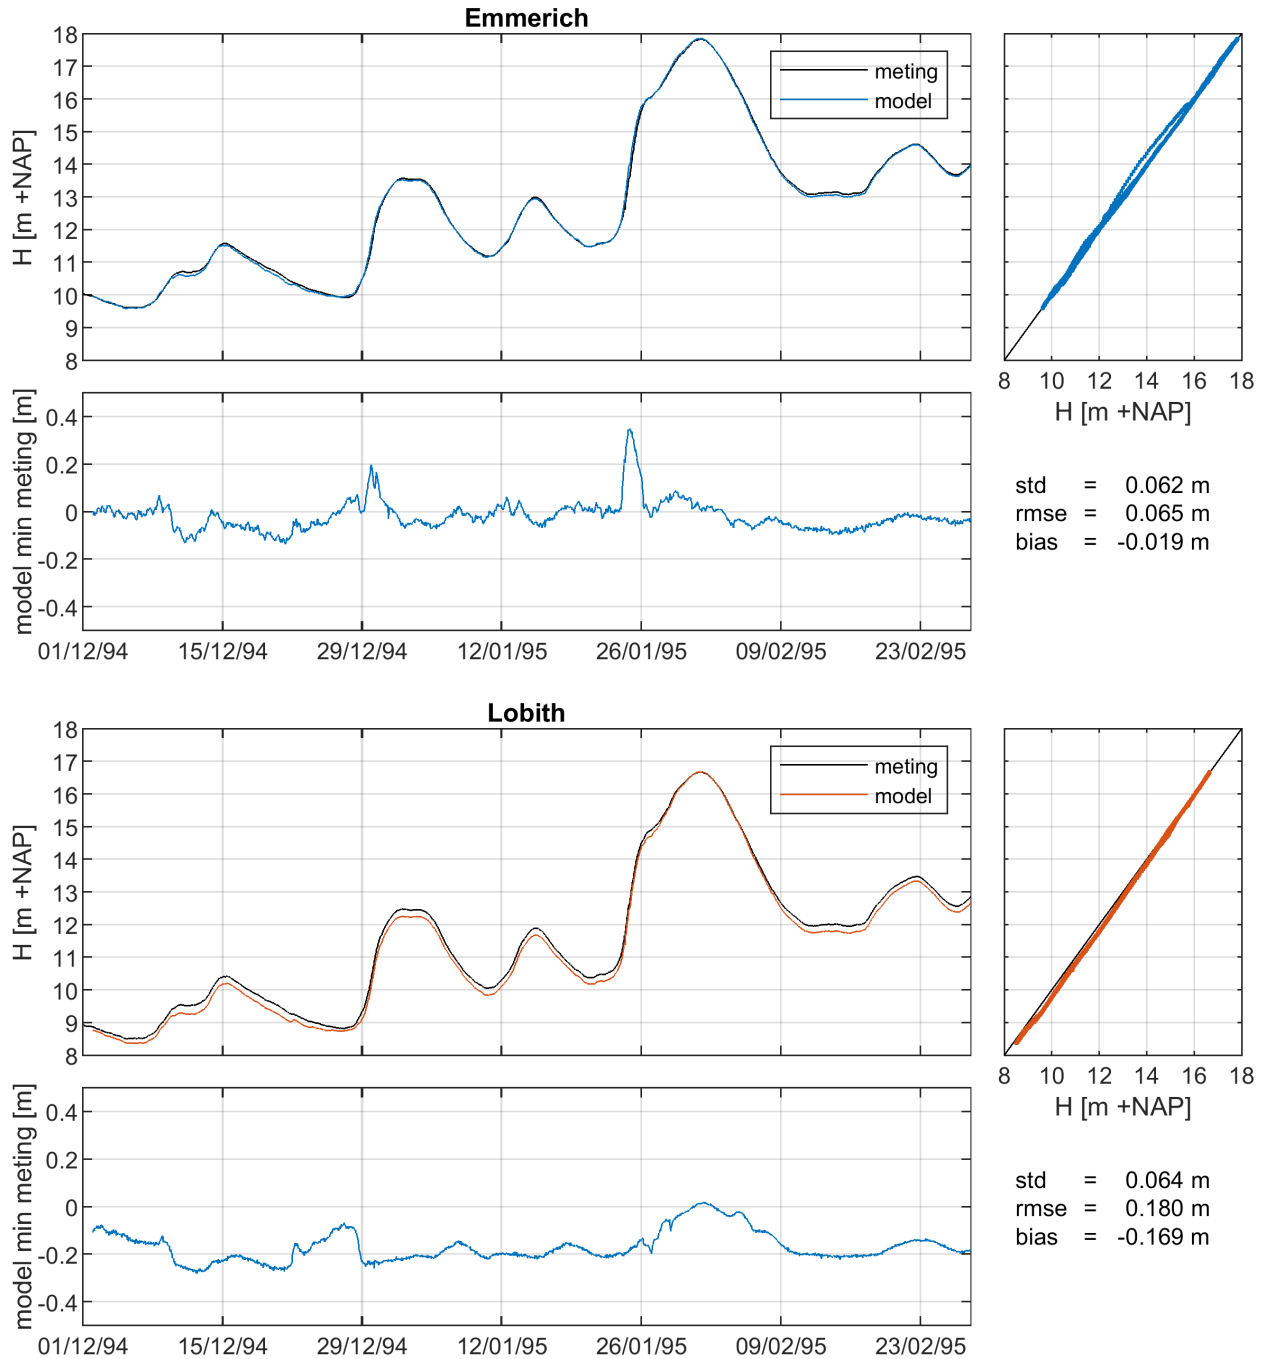 Emmerich
18
17
16
15
14
13
12
11
10
9
8
H [m +NAP]
meting
model
8 10 12 14 16 18
H [m +NAP]
0.4
0.2
0
-0.2
-0.4
model min meting [m]
01/12/94 15/12/94 29/12/94 12/01/95 26/01/95 09/02/95 23/02/95
std = 0.062 m
rmse = 0.065 m
bias = -0.019 m
Lobith
18
17
16
15
14
13
12
11
10
9
8
H [m +NAP]
meting
model
8 10 12 14 16 18
H [m +NAP]
0.4
0.2
0
-0.2
-0.4
model min meting [m]
01/12/94 15/12/94 29/12/94 12/01/95 26/01/95 09/02/95 23/02/95
std = 0.064 m
rmse = 0.180 m
bias = -0.169 m